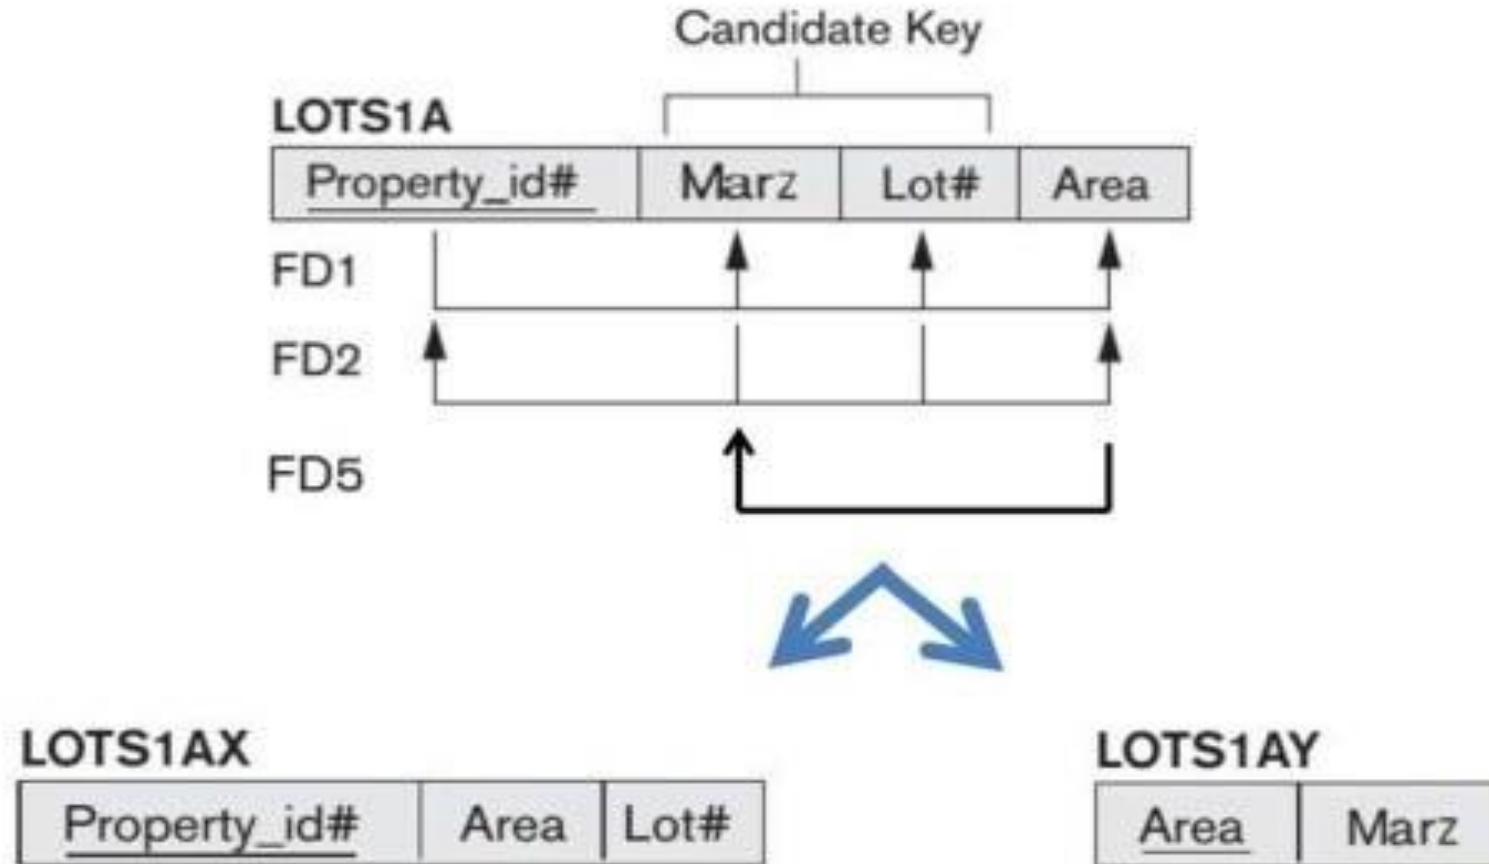 Candidate Key
LOTS1A
Property_id# Marz Lot# Area
FD1
FD2
FD5
LOTS1AX
Property_id# Area Lot#
LOTS1AY
Area Marz